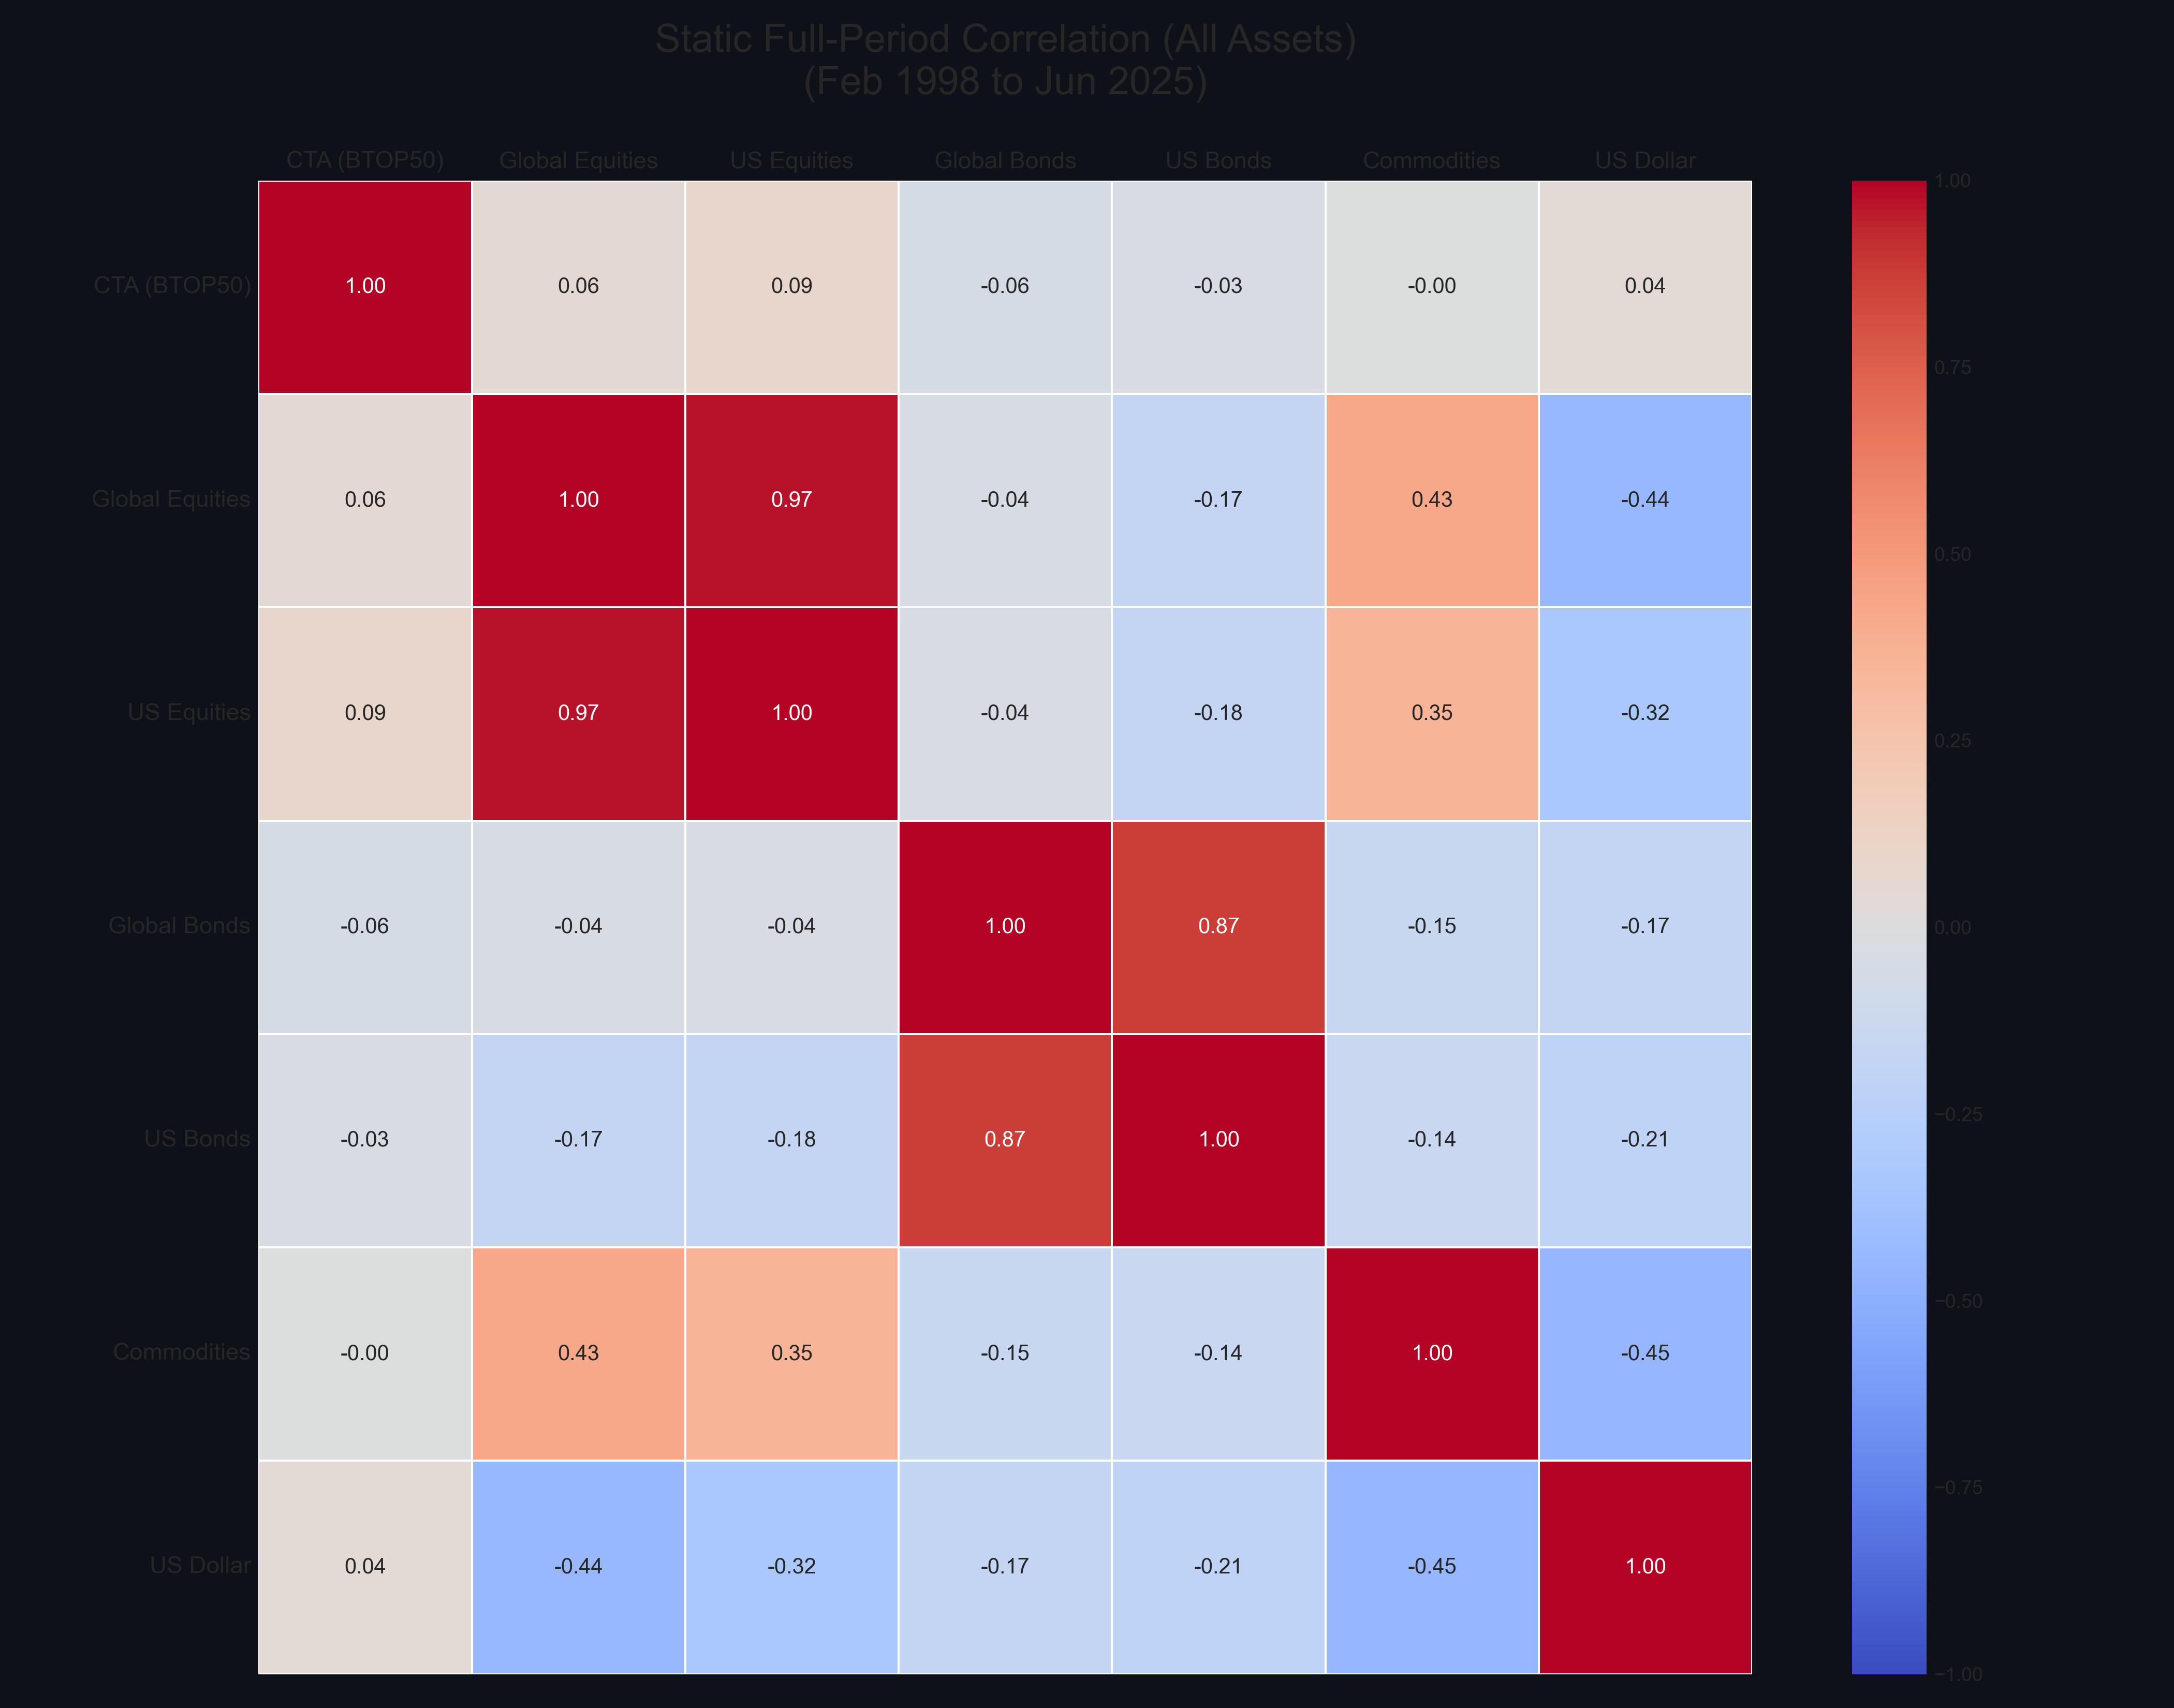 Static Full-Period Correlation (All Assets)
(Feb 1998 to Jun 2025)
CTA (BTOP50) Global Equities US Equities Global Bonds US Bonds Commodities US Dollar
CTA (BTOP50) 1.00 0.06 0.09 -0.06 -0.03 -0.00 0.04
Global Equities 0.06 1.00 0.97 -0.04 -0.17 0.43 -0.44
US Equities 0.09 0.97 1.00 -0.04 -0.18 0.35 -0.32
Global Bonds -0.06 -0.04 -0.04 1.00 0.87 -0.15 -0.17
US Bonds -0.03 -0.17 -0.18 0.87 1.00 -0.14 -0.21
Commodities -0.00 0.43 0.35 -0.15 -0.14 1.00 -0.45
US Dollar 0.04 -0.44 -0.32 -0.17 -0.21 -0.45 1.00
1.00
0.75
0.50
0.25
0.00
−0.25
−0.50
−0.75
−1.00